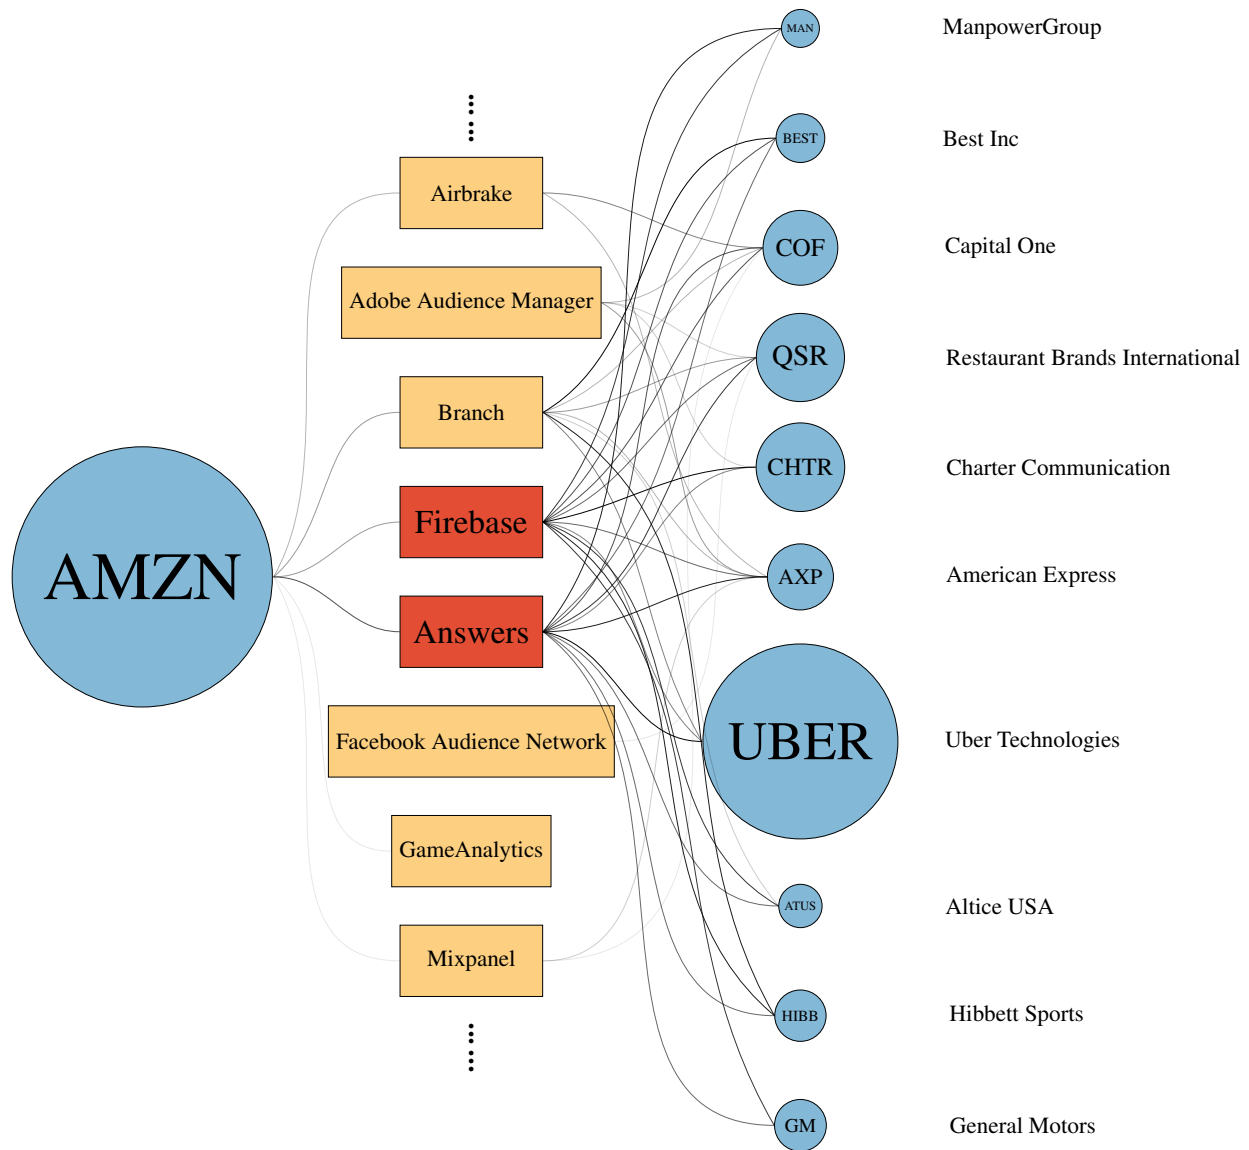 AMZN
Airbrake
Adobe Audience Manager
Branch
Firebase
Answers
Facebook Audience Network
GameAnalytics
Mixpanel
MAN
ManpowerGroup
BEST
Best Inc
COF
Capital One
QSR
Restaurant Brands International
CHTR
Charter Communication
AXP
American Express
UBER
Uber Technologies
ATUS
Altice USA
HIBB
Hibbett Sports
GM
General Motors